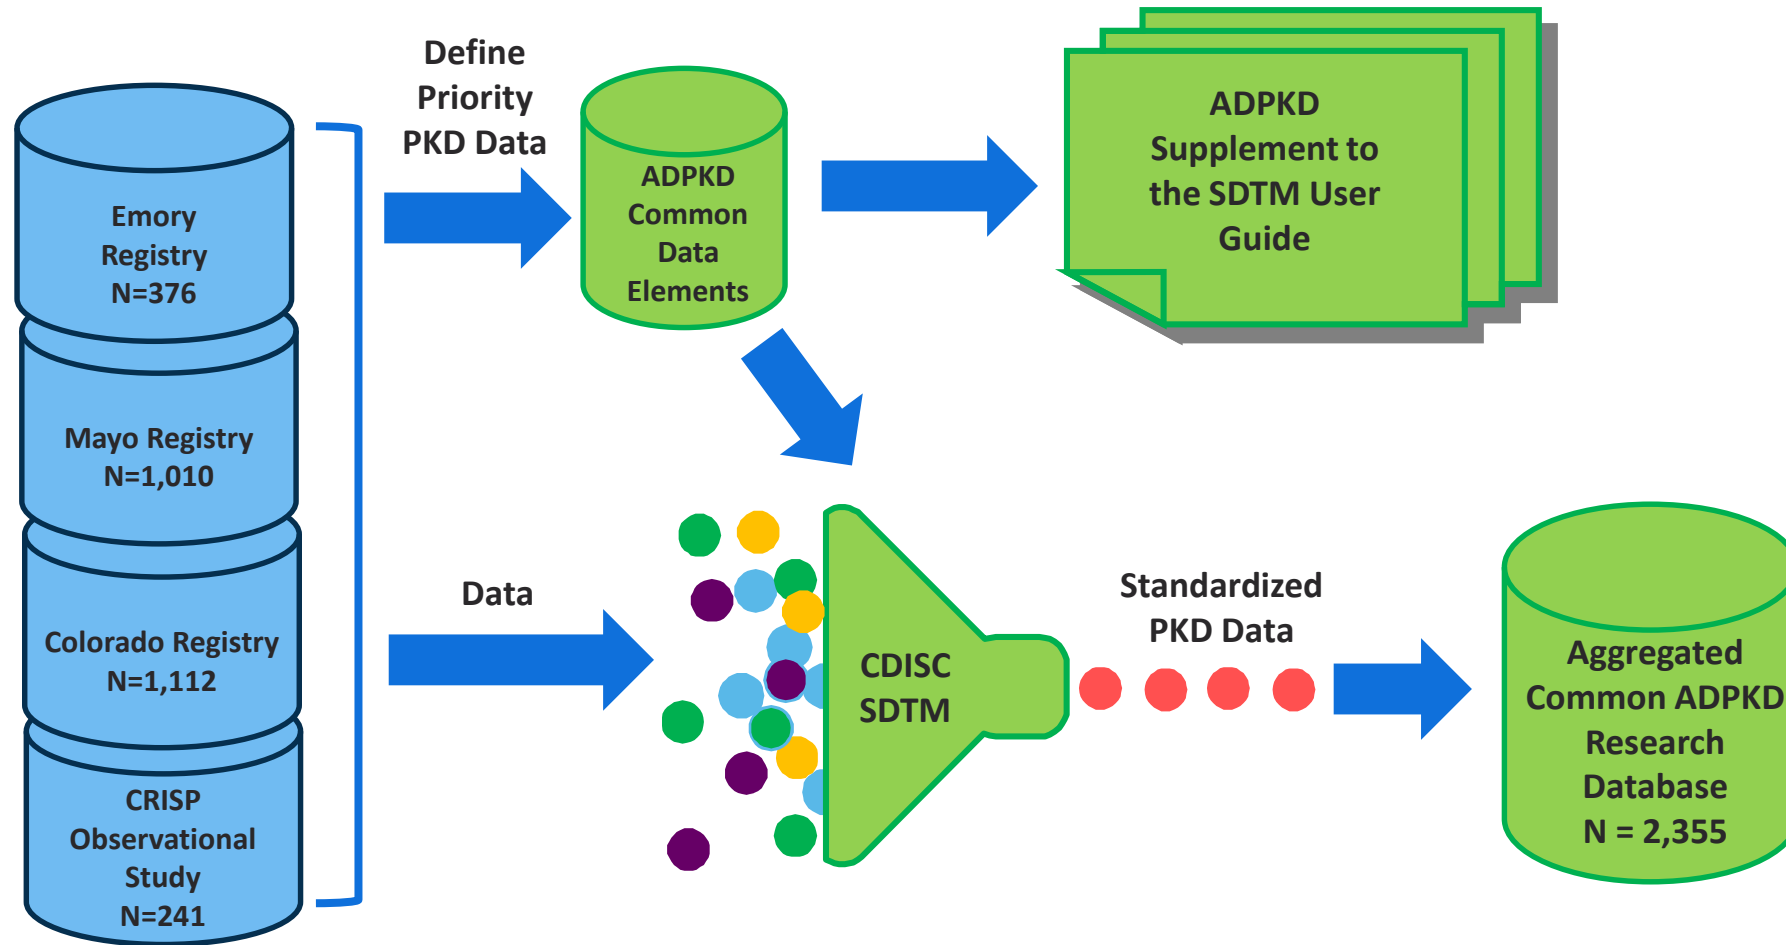 Emory
Registry
N=376
Mayo Registry
N=1,010
Colorado Registry
N=1,112
CRISP
Observational
Study
N=241
Define
Priority
PKD Data
ADPKD
Common
Data
Elements
ADPKD
Supplement to
the SDTM User
Guide
Data
CDISC
SDTM
Standardized
PKD Data
Aggregated
Common ADPKD
Research
Database
N = 2,355